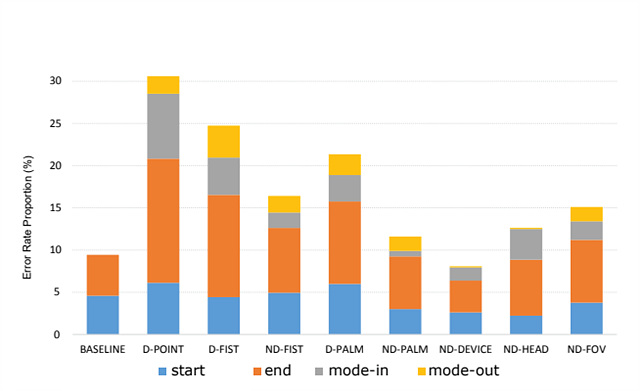 Error Rate Proportion (%)
30
25
20
15
10
5
0
BASELINE D-POINT D-FIST ND-FIST D-PALM ND-PALM ND-DEVICE ND-HEAD ND-FOV
start end mode-in mode-out